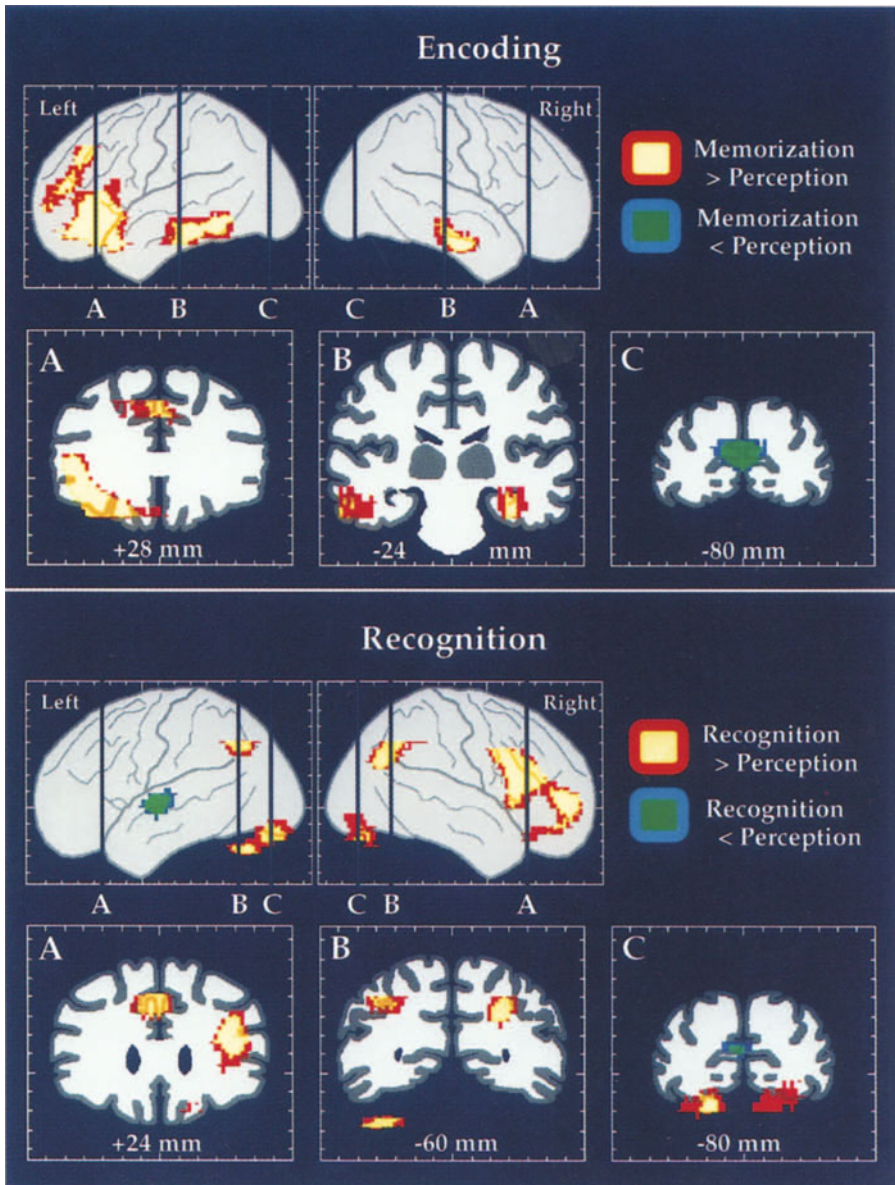 Encoding
Left
Right
Memorization
> Perception
Memorization
< Perception
A B C
C B A
A
+28 mm
B
-24 mm
C
-80 mm
Recognition
Left
Right
Recognition
> Perception
Recognition
< Perception
A B C
C B A
A
+24 mm
B
-60 mm
C
-80 mm